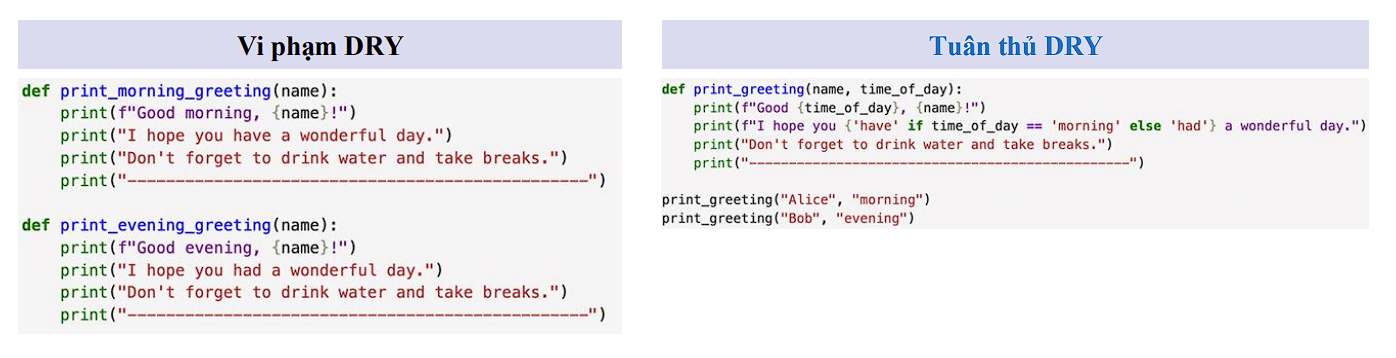 Vi phạm DRY
def print_morning_greeting(name):
    print(f"Good morning, {name}!")
    print("I hope you have a wonderful day.")
    print("Don't forget to drink water and take breaks.")
    print("------------------------------------------------")

def print_evening_greeting(name):
    print(f"Good evening, {name}!")
    print("I hope you had a wonderful day.")
    print("Don't forget to drink water and take breaks.")
    print("------------------------------------------------")
Tuân thủ DRY
def print_greeting(name, time_of_day):
    print(f"Good {time_of_day}, {name}!")
    print(f"I hope you {'have' if time_of_day == 'morning' else 'had'} a wonderful day.")
    print("Don't forget to drink water and take breaks.")
    print("------------------------------------------------")

print_greeting("Alice", "morning")
print_greeting("Bob", "evening")